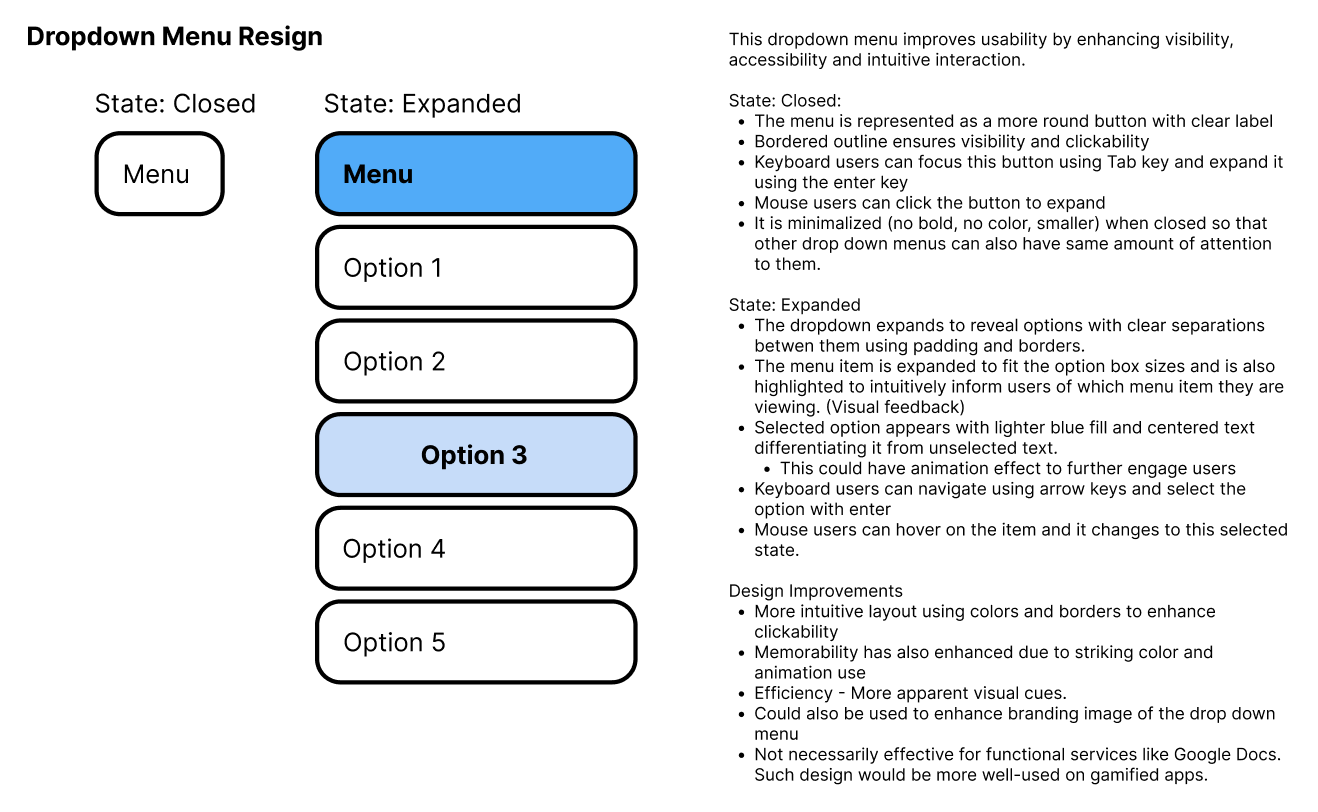 Dropdown Menu Resign
State: Closed
Menu
State: Expanded
Menu
Option 1
Option 2
Option 3
Option 4
Option 5
This dropdown menu improves usability by enhancing visibility,
accessibility and intuitive interaction.
State: Closed:
• The menu is represented as a more round button with clear label
• Bordered outline ensures visibility and clickability
• Keyboard users can focus this button using Tab key and expand it
using the enter key
• Mouse users can click the button to expand
• It is minimalized (no bold, no color, smaller) when closed so that
other drop down menus can also have same amount of attention
to them.
State: Expanded
• The dropdown expands to reveal options with clear separations
betwen them using padding and borders.
• The menu item is expanded to fit the option box sizes and is also
highlighted to intuitively inform users of which menu item they are
viewing. (Visual feedback)
• Selected option appears with lighter blue fill and centered text
differentiating it from unselected text.
• This could have animation effect to further engage users
• Keyboard users can navigate using arrow keys and select the
option with enter
• Mouse users can hover on the item and it changes to this selected
state.
Design Improvements
• More intuitive layout using colors and borders to enhance
clickability
• Memorability has also enhanced due to striking color and
animation use
• Efficiency - More apparent visual cues.
• Could also be used to enhance branding image of the drop down
menu
• Not necessarily effective for functional services like Google Docs.
Such design would be more well-used on gamified apps.